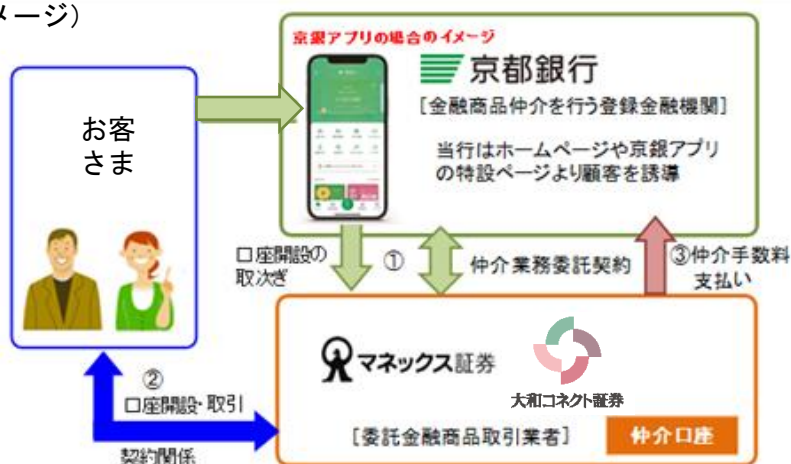 メージ）
京銀アプリの場合のイメージ
京都銀行
［金融商品仲介を行う登録金融機関］
当行はホームページや京銀アプリ
の特設ページより顧客を誘導
お客
さま
口座開設の
取次ぎ
①
仲介業務委託契約
③仲介手数料
支払い
マネックス証券
大和コネクト証券
②
口座開設・取引
契約関係
［委託金融商品取引業者］
仲介口座